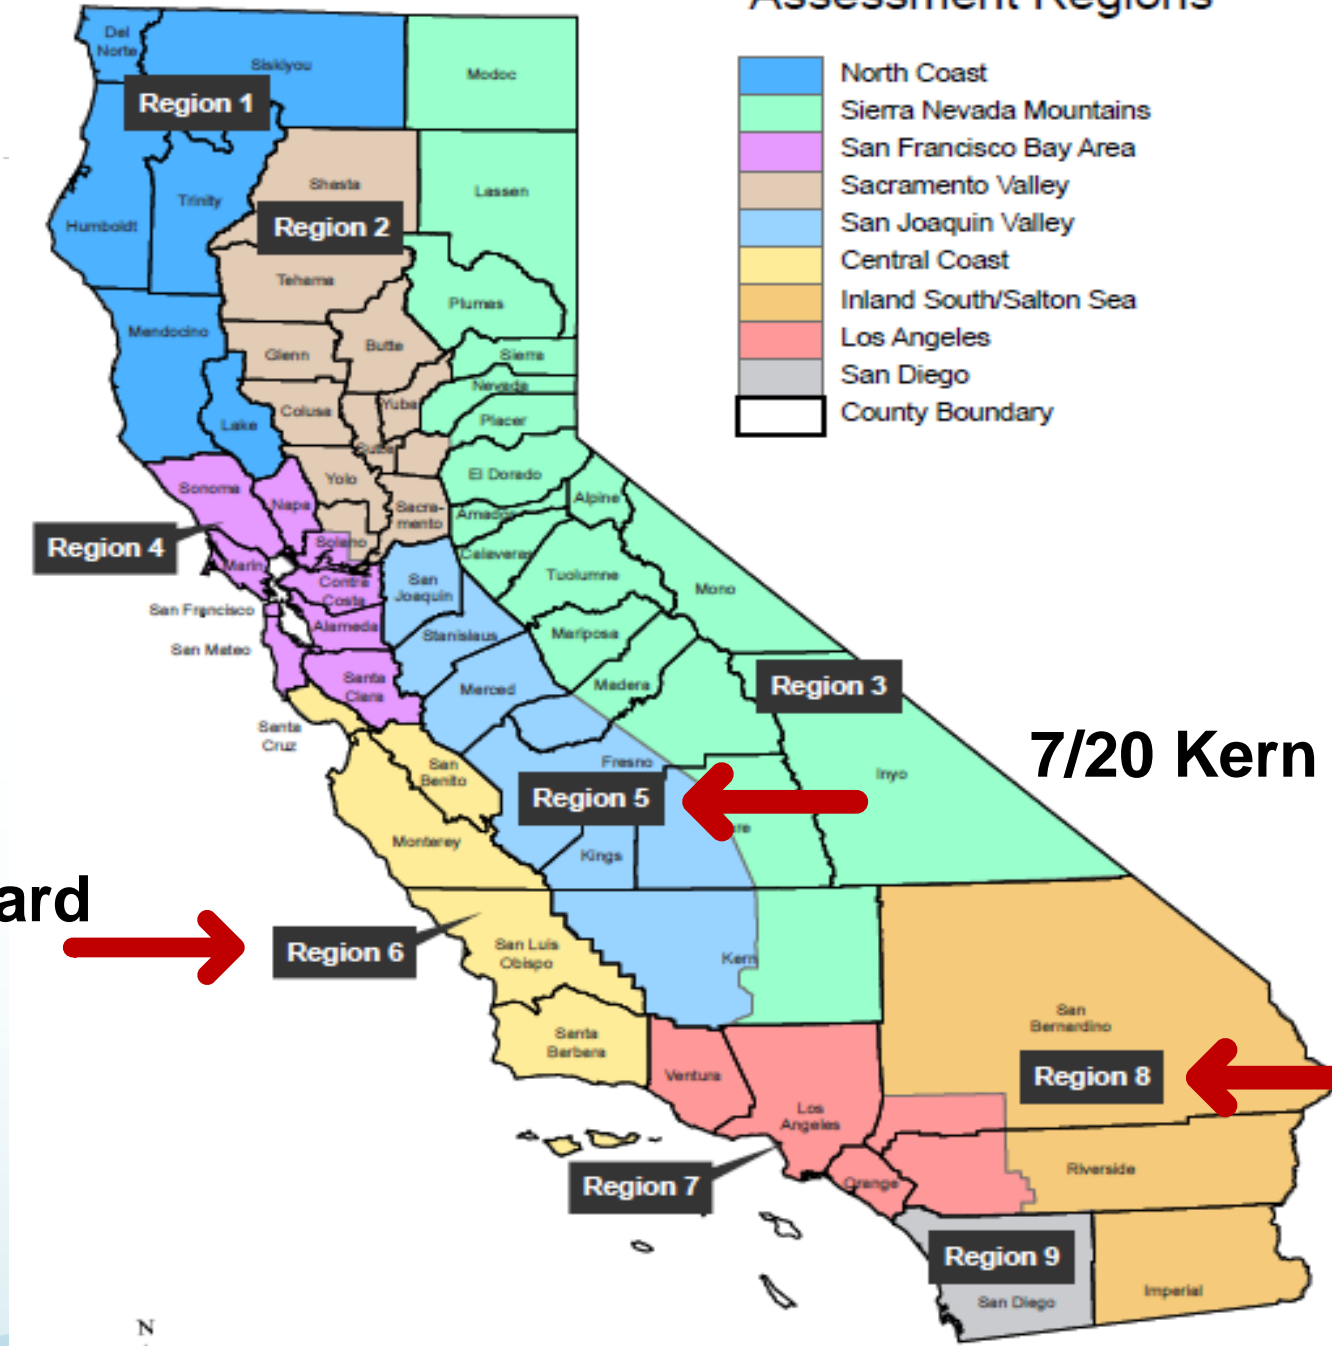 Assessment Regions
North Coast
Sierra Nevada Mountains
San Francisco Bay Area
Sacramento Valley
San Joaquin Valley
Central Coast
Inland South/Salton Sea
Los Angeles
San Diego
County Boundary
Del
Norte
Siskiyou
Modoc
Region 1
Shasta
Lassen
Trinity
Humboldt
Region 2
Tehama
Plumas
Mendocino
Butte
Glenn
Sierra
Nevada
Yuba
Colusa
Placer
Lake
Yolo
El Dorado
Sonoma
Napa
Alpine
Sacra-
mento
Amador
Region 4
Solano
Calaveras
Marin
Contra
Costa
San
Joaquin
Tuolumne
Mono
San Francisco
Alameda
Stanislaus
Mariposa
San Mateo
Santa
Clara
Merced
Madera
Region 3
Santa
Cruz
7/20 Kern
San
Benito
Fresno
Inyo
Region 5
are
Monterey
Kings
ard
Region 6
San Luis
Obispo
Kern
San
Bernardino
Santa
Barbara
Ventura
Region 8
Los
Angeles
Riverside
Region 7
Orange
Region 9
San Diego
Imperial
N